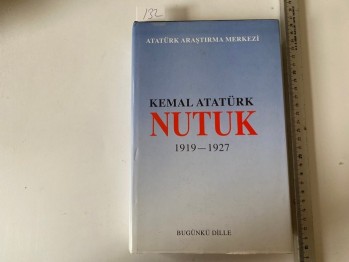 132
ATATÜRK ARAŞTIRMA MERKEZİ
KEMAL ATATÜRK
NUTUK
1919—1927
BUGÜNKÜ DİLLE